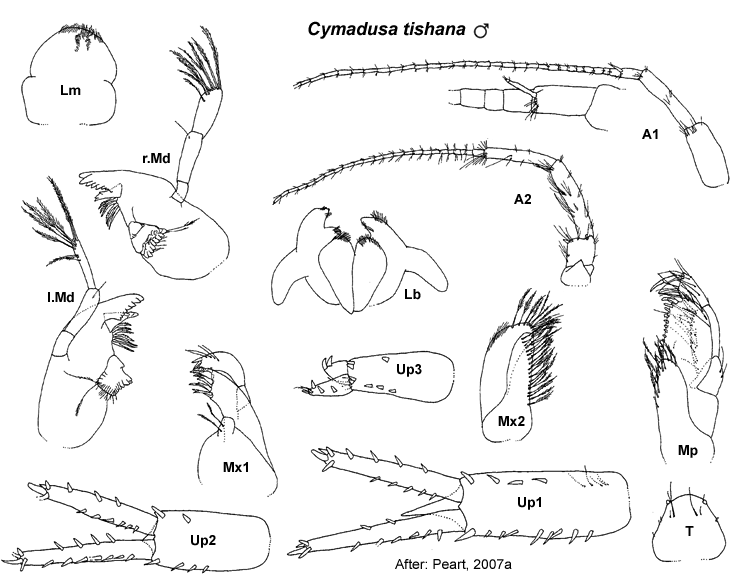 Cymadusa tishana ♂
Lm
r.Md
A1
A2
l.Md
Lb
Up3
Mx2
Mx1
Mp
Up1
Up2
T
After: Peart, 2007a